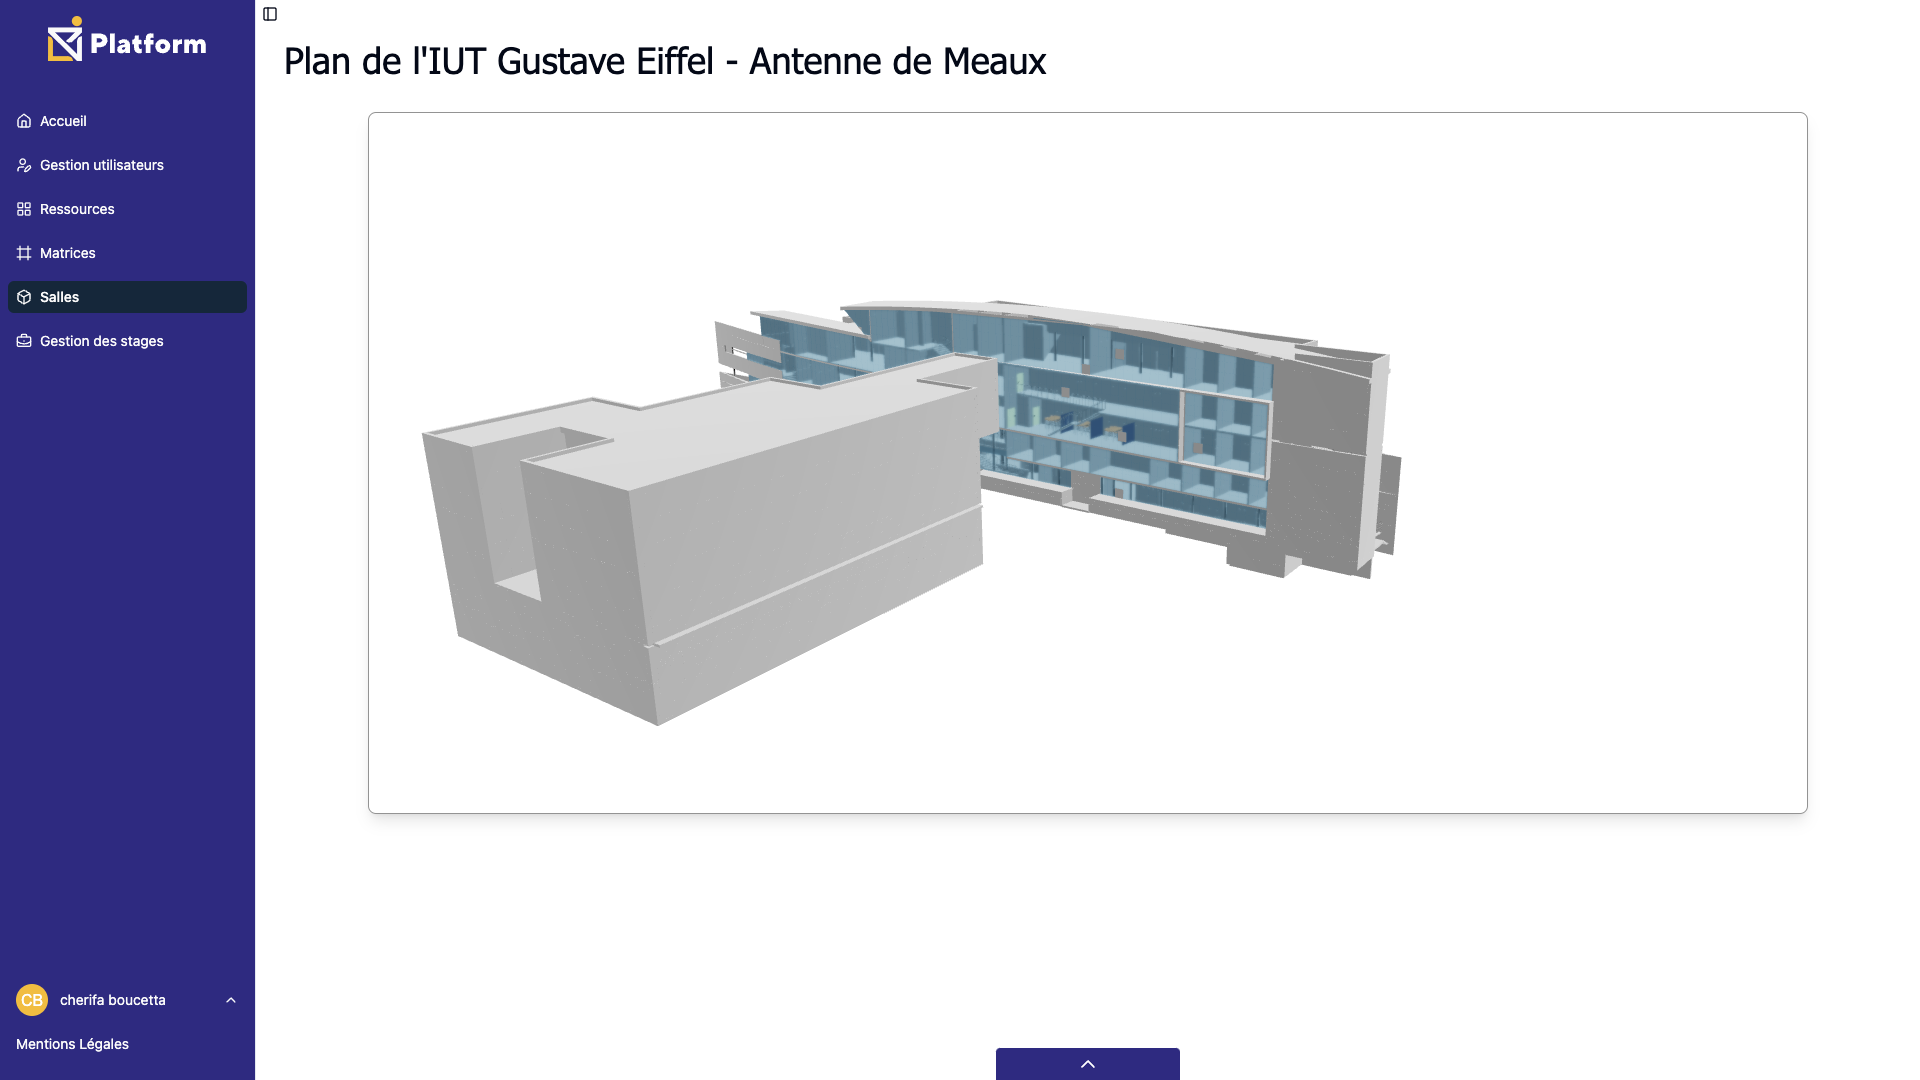 Platform
Plan de l'IUT Gustave Eiffel - Antenne de Meaux
Accueil
Gestion utilisateurs
Ressources
Matrices
Salles
Gestion des stages
CB cherifa boucetta
Mentions Légales